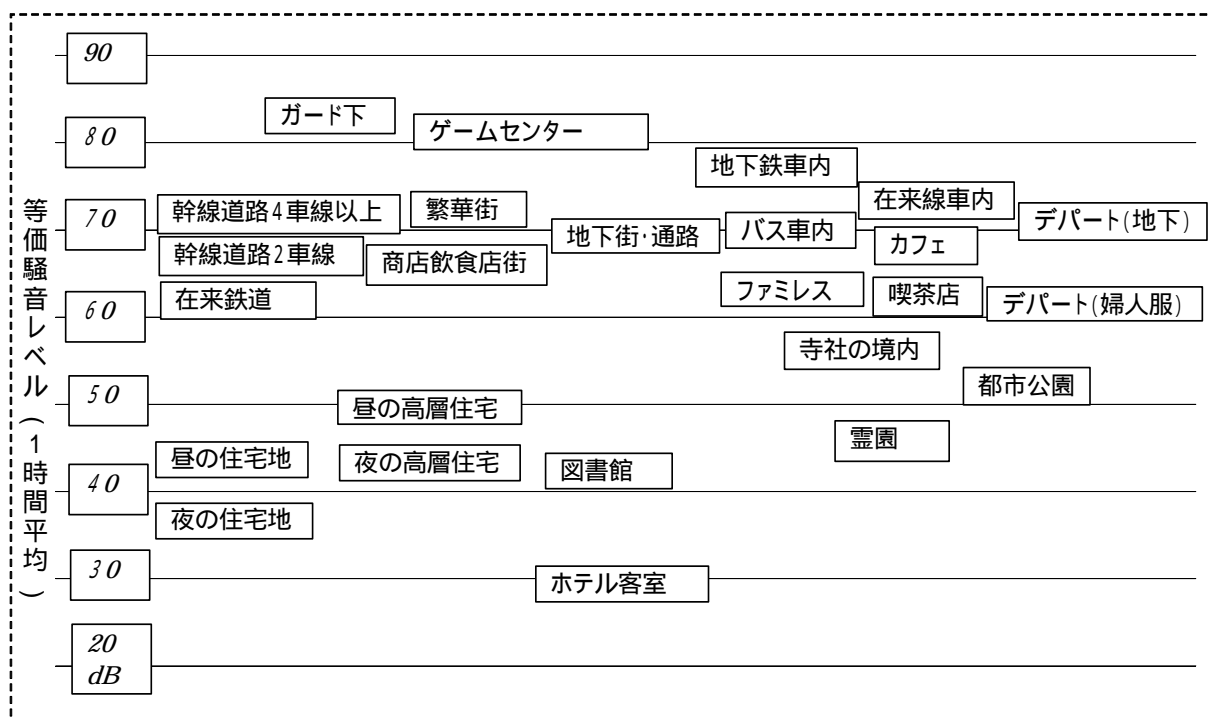 90
ガード下
80
ゲームセンター
地下鉄車内
在来線車内
70
幹線道路4車線以上
繁華街
デパート(地下)
地下街・通路
バス車内
カフェ
幹線道路2車線
商店飲食店街
ファミレス
喫茶店
デパート(婦人服)
在来鉄道
60
寺社の境内
都市公園
50
昼の高層住宅
霊園
昼の住宅地
夜の高層住宅
図書館
40
夜の住宅地
30
ホテル客室
20
dB
等価騒音レベル(1時間平均)